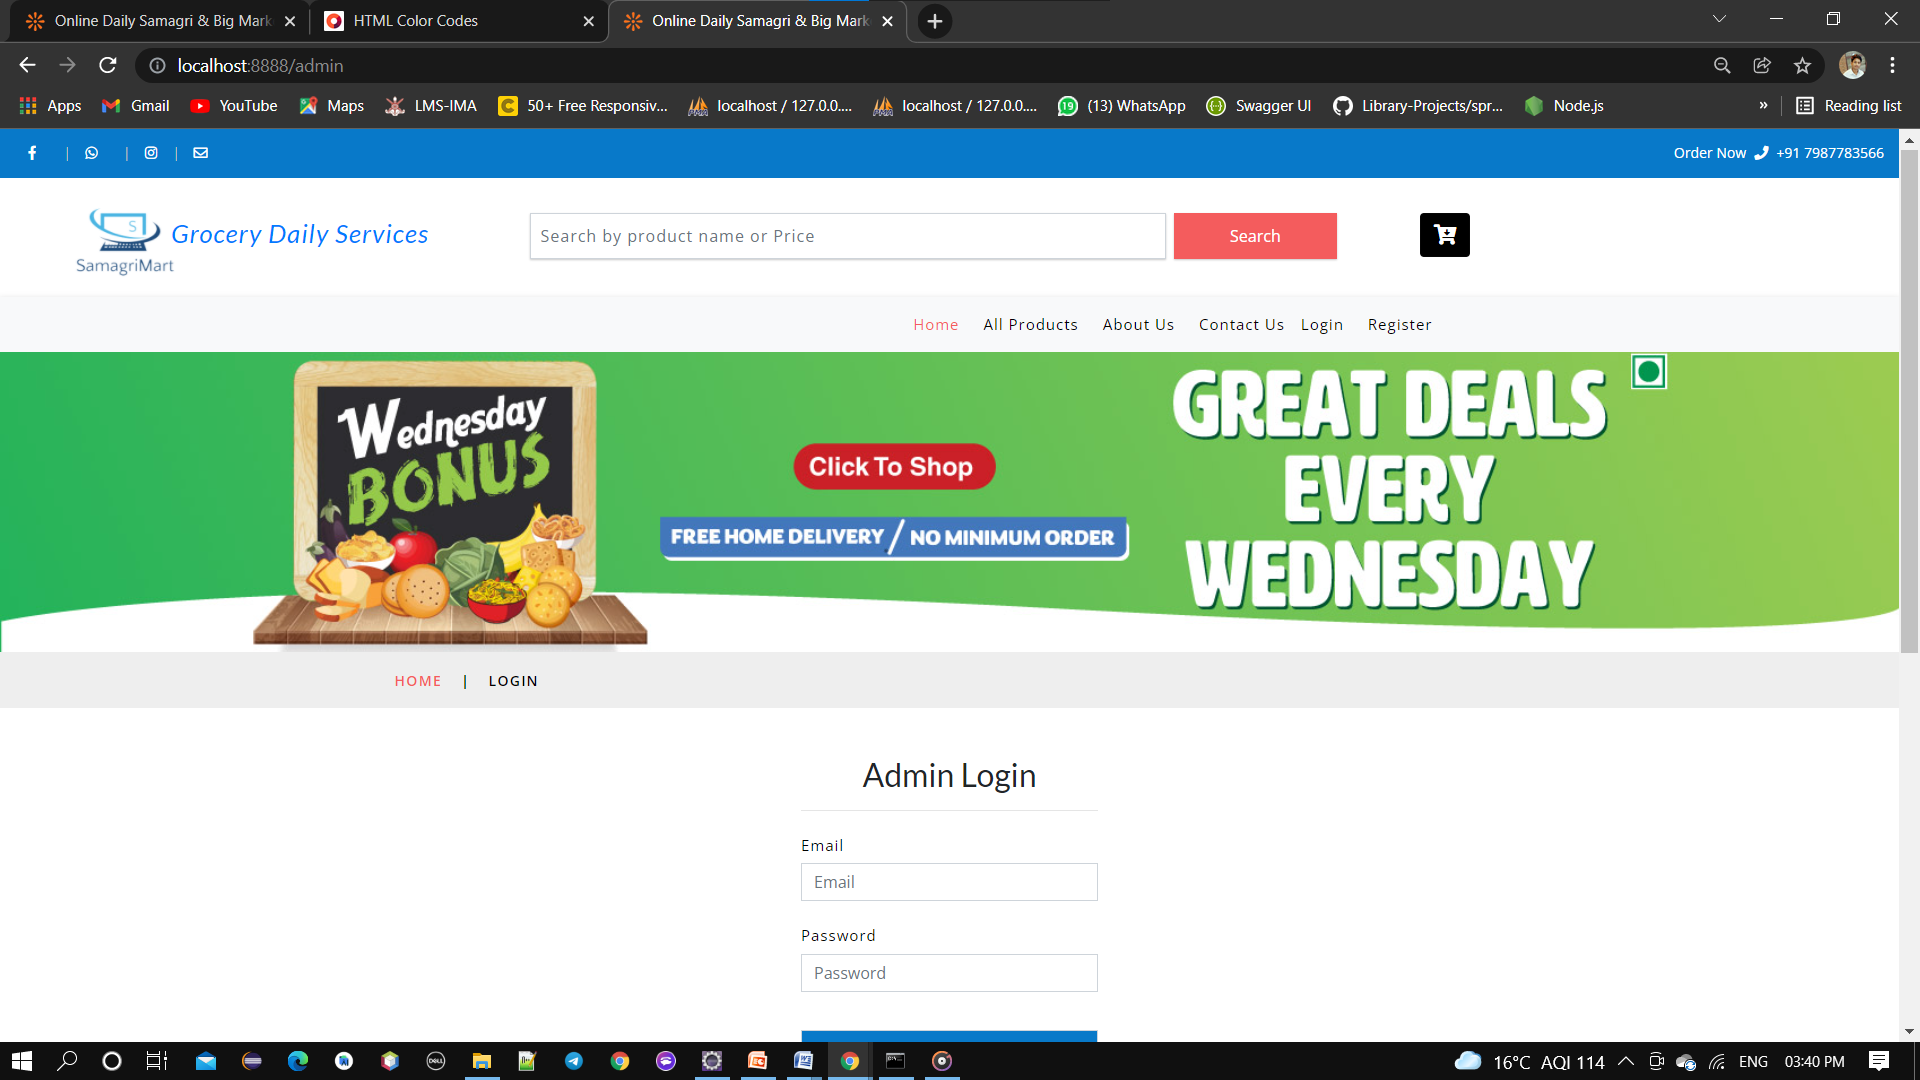 Online Daily Samagri & Big Mark
HTML Color Codes
Online Daily Samagri & Big Mark
localhost:8888/admin
Apps
Gmail
YouTube
Maps
LMS-IMA
50+ Free Responsiv...
localhost / 127.0.0....
localhost / 127.0.0....
19
(13) WhatsApp
Swagger UI
Library-Projects/spr...
Node.js
»
Reading list
Order Now +91 7987783566
S
SamagriMart
Grocery Daily Services
Search by product name or Price
Search
Home
All Products
About Us
Contact Us
Login
Register
Wednesday
BONUS
Click To Shop
FREE HOME DELIVERY / NO MINIMUM ORDER
GREAT DEALS
EVERY
WEDNESDAY
HOME | LOGIN
Admin Login
Email
Email
Password
Password
DELL
16°C AQI 114
ENG
03:40 PM